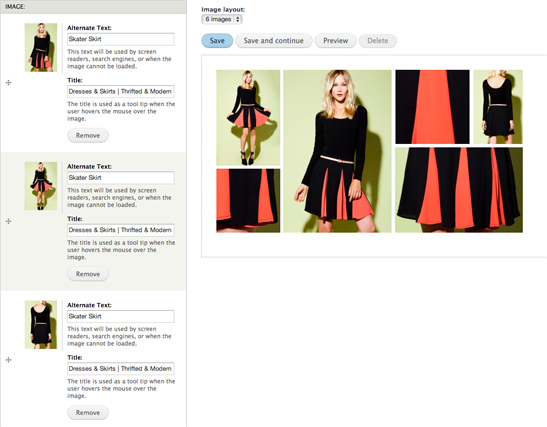 IMAGE:
Alternate Text:
Skater Skirt
This text will be used by screen
readers, search engines, or when the
image cannot be loaded.
Title:
Dresses & Skirts | Thrifted & Modern
The title is used as a tool tip when the
user hovers the mouse over the image.
Remove
Alternate Text:
Skater Skirt
This text will be used by screen
readers, search engines, or when the
image cannot be loaded.
Title:
Dresses & Skirts | Thrifted & Modern
The title is used as a tool tip when the
user hovers the mouse over the image.
Remove
Alternate Text:
Skater Skirt
This text will be used by screen
readers, search engines, or when the
image cannot be loaded.
Title:
Dresses & Skirts | Thrifted & Modern
The title is used as a tool tip when the
user hovers the mouse over the image.
Remove
Image layout:
6 images
Save Save and continue Preview Delete